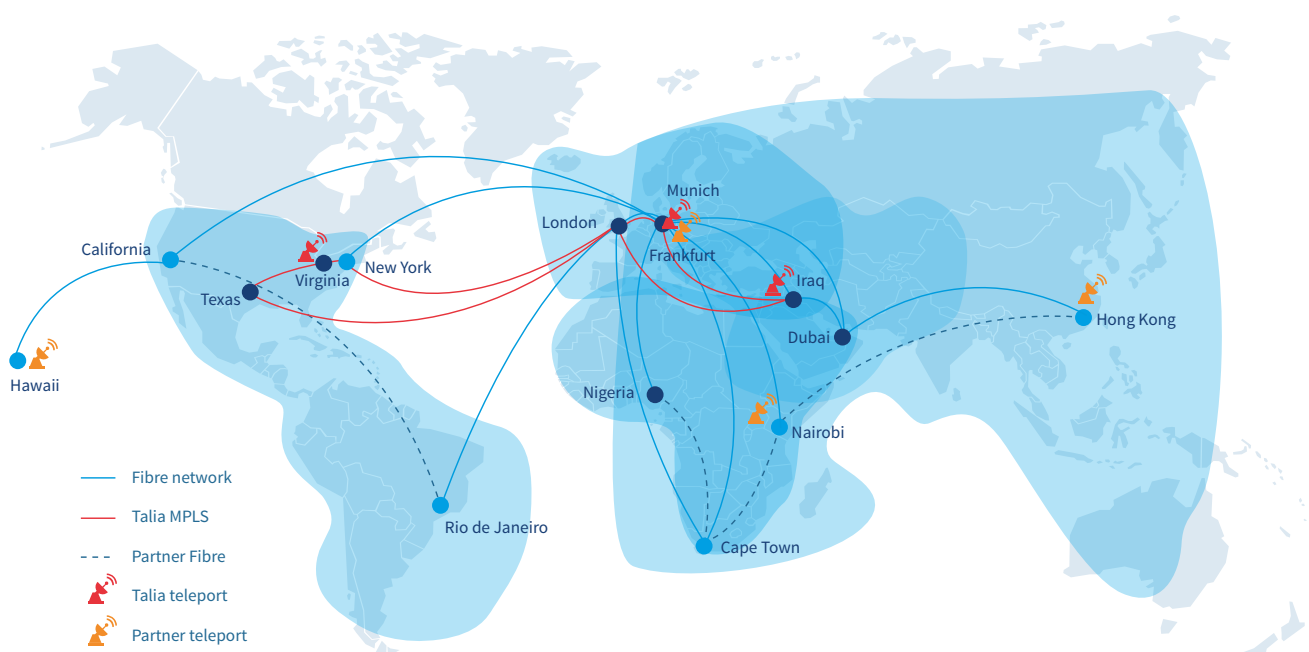 Munich
London
California
Frankfurt
New York
Virginia
Iraq
Texas
Hong Kong
Dubai
Hawaii
Nigeria
Nairobi
Rio de Janeiro
Cape Town
Fibre network
Talia MPLS
Partner Fibre
Talia teleport
Partner teleport